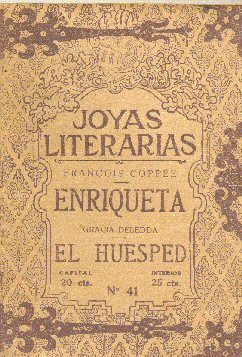 JOYAS
LITERARIAS
FRANÇOIS COPPÉE
ENRIQUETA
GRACIA DELEDDA
EL HUESPED
CAPITAL INTERIOR
20 cts. 25 cts.
Nº 41